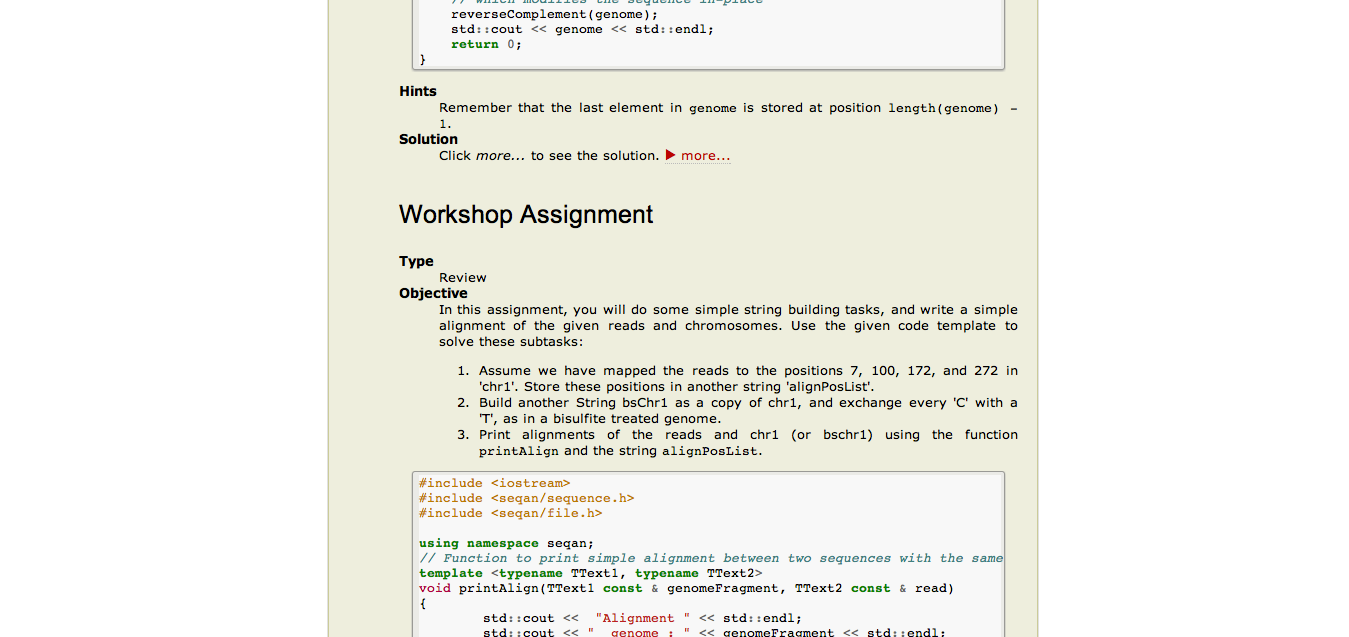 // which modifies the sequence in-place
reverseComplement(genome);
std::cout << genome << std::endl;
return 0;
}
Hints
Remember that the last element in genome is stored at position length(genome) -
1.
Solution
Click more... to see the solution. ▶ more...
Workshop Assignment
Type
Review
Objective
In this assignment, you will do some simple string building tasks, and write a simple
alignment of the given reads and chromosomes. Use the given code template to
solve these subtasks:
1. Assume we have mapped the reads to the positions 7, 100, 172, and 272 in
'chr1'. Store these positions in another string 'alignPosList'.
2. Build another String bsChr1 as a copy of chr1, and exchange every 'C' with a
'T', as in a bisulfite treated genome.
3. Print alignments of the reads and chr1 (or bschr1) using the function
printAlign and the string alignPosList.
#include <iostream>
#include <seqan/sequence.h>
#include <seqan/file.h>
using namespace seqan;
// Function to print simple alignment between two sequences with the same
template <typename TText1, typename TText2>
void printAlign(TText1 const & genomeFragment, TText2 const & read)
{
std::cout <<  "Alignment " << std::endl;
std::cout << "  genome : " << genomeFragment << std::endl;